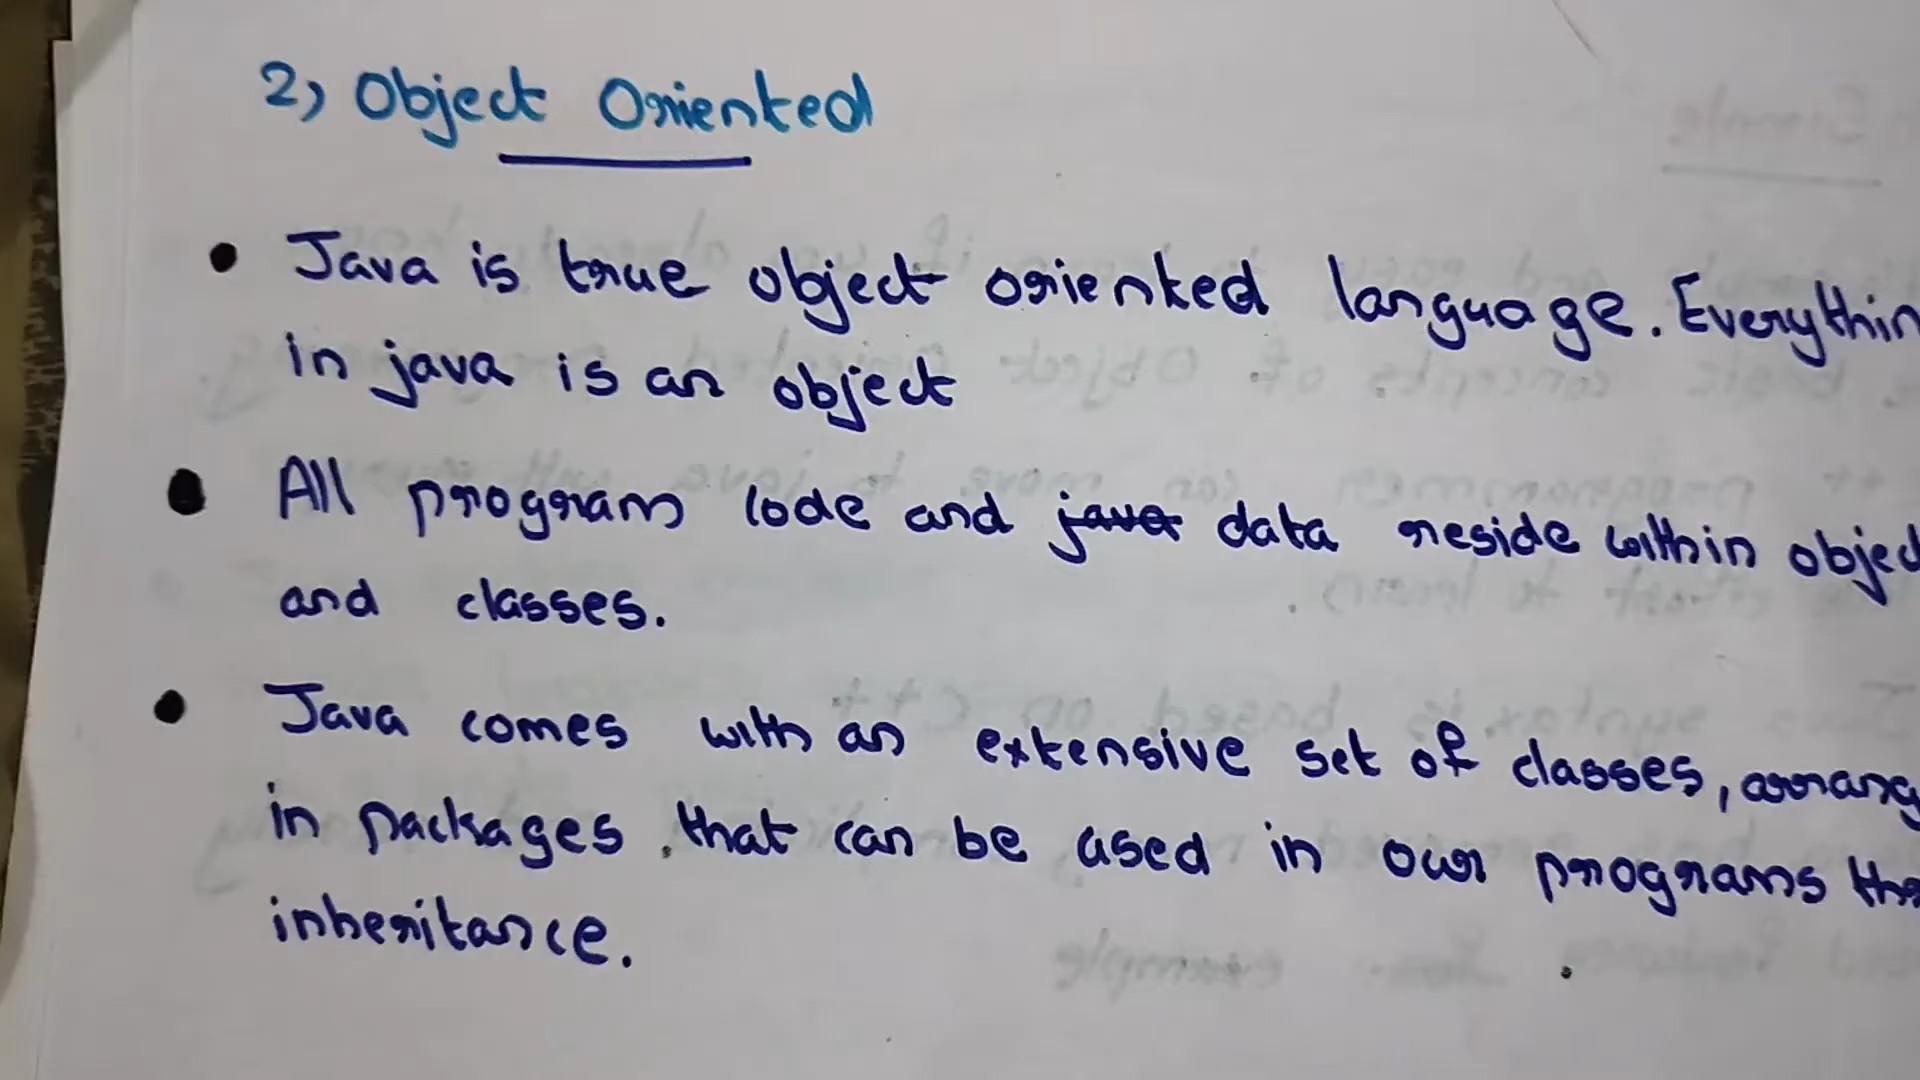 2) Object Oriented
• Java is true object oriented language. Everythin
in java is an object
• All program code and java data reside within objec
and classes.
• Java comes with an extensive set of classes, arrang
in packages that can be used in our programs th
inheritance.